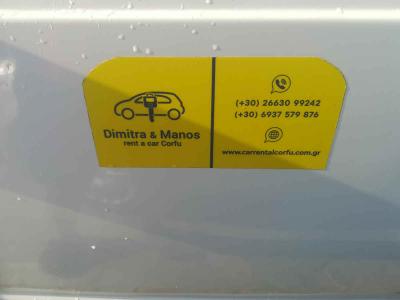 Dimitra & Manos
rent a car Corfu
(+30) 26630 99242
(+30) 6937 579 876
www.carrentalcorfu.com.gr